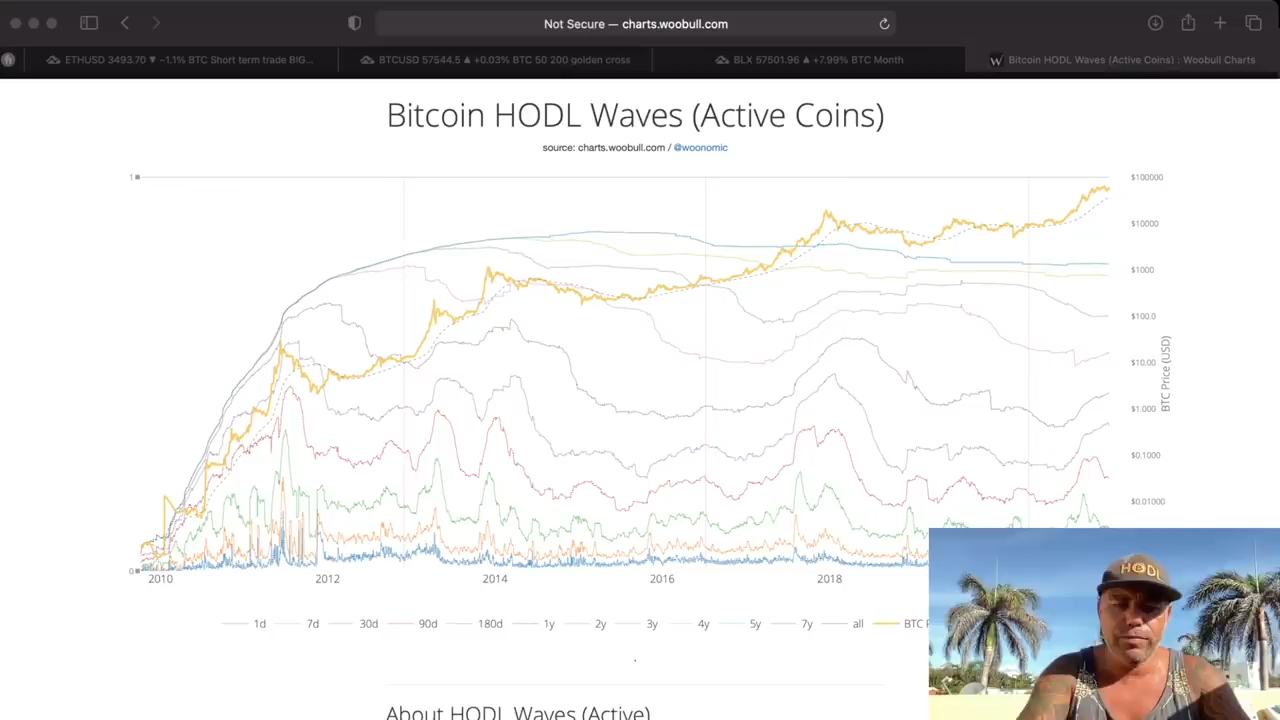 Not Secure — charts.woobull.com
ETHUSD 3493.70 ▼ −1.1% BTC Short term trade BIG...
BTCUSD 57544.5 ▲ +0.03% BTC 50 200 golden cross
BLX 57501.96 ▲ +7.99% BTC Month
W Bitcoin HODL Waves (Active Coins) : Woobull Charts
Bitcoin HODL Waves (Active Coins)
source: charts.woobull.com / @woonomic
1
$100000
$10000
$1000
$100.0
$10.00
$1.000
$0.1000
$0.01000
BTC Price (USD)
0
2010 2012 2014 2016 2018
1d 7d 30d 90d 180d 1y 2y 3y 4y 5y 7y all BTC P
HODL
About HODL Waves (Active)